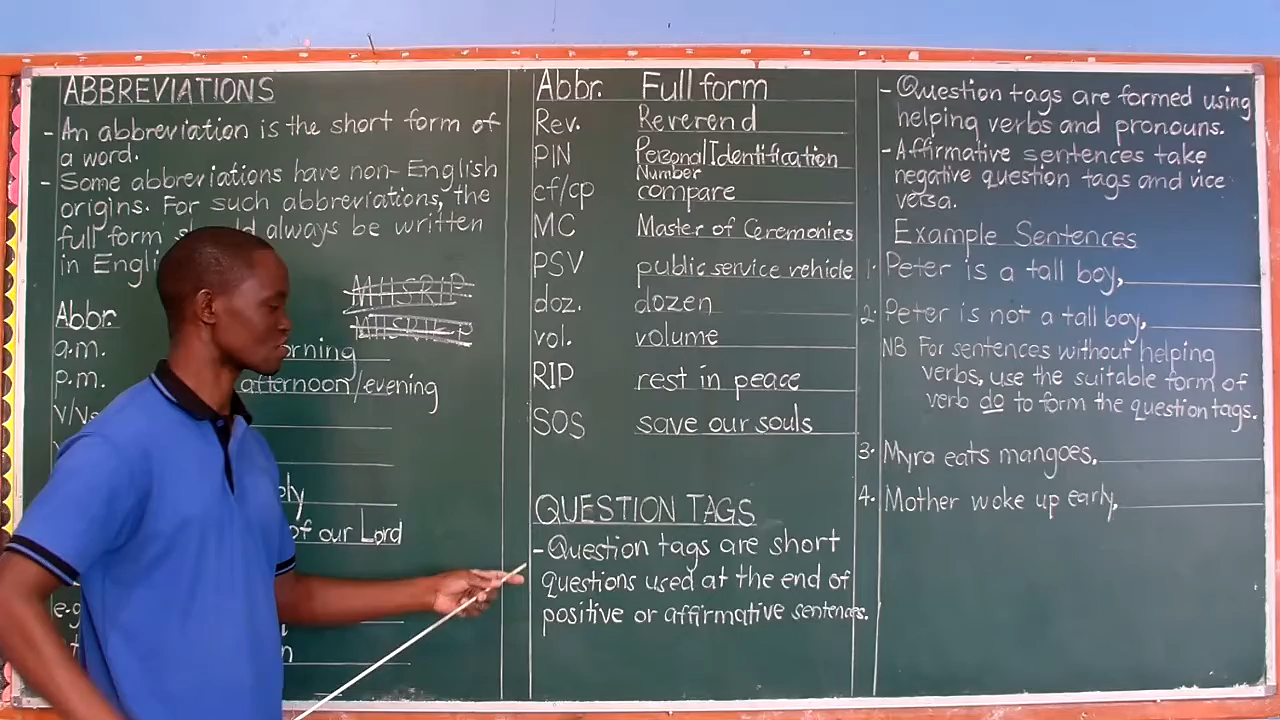 ABBREVIATIONS
- An abbreviation is the short form of
a word.
- Some abbreviations have non-English
origins. For such abbreviations, the
full form always be written
in
Abbr.
a.m.
p.m. afternoon/evening
of our Lord
Abbr. Full form
Rev. Reverend
PIN Personal Identification
Number
cf/cp compare
MC Master of Ceremonies
PSV public service vehicle
doz. dozen
vol. volume
RIP rest in peace
SOS save our souls
QUESTION TAGS
- Question tags are short
questions used at the end of
positive or affirmative sentences.
- Question tags are formed using
helping verbs and pronouns.
- Affirmative sentences take
negative question tags and vice
versa.
Example Sentences
1. Peter is a tall boy,
2. Peter is not a tall boy,
NB For sentences without helping
verbs, use the suitable form of
verb do to form the question tags.
3. Myra eats mangoes,
4. Mother woke up early,